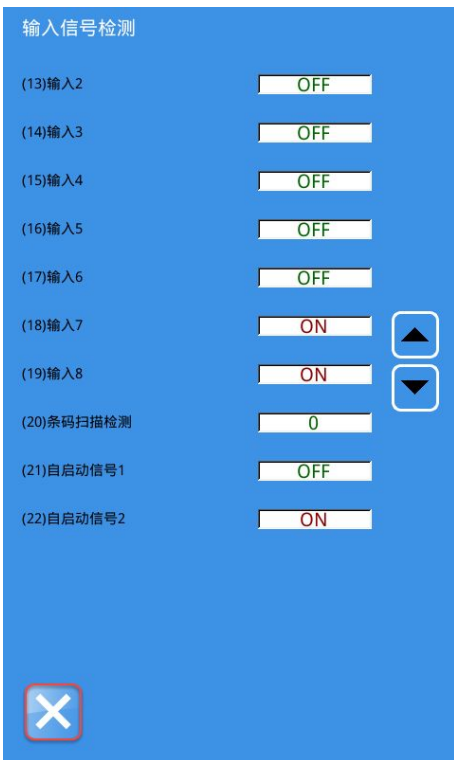 输入信号检测
(13)输入2 OFF
(14)输入3 OFF
(15)输入4 OFF
(16)输入5 OFF
(17)输入6 OFF
(18)输入7 ON
(19)输入8 ON
(20)条码扫描检测 0
(21)自启动信号1 OFF
(22)自启动信号2 ON